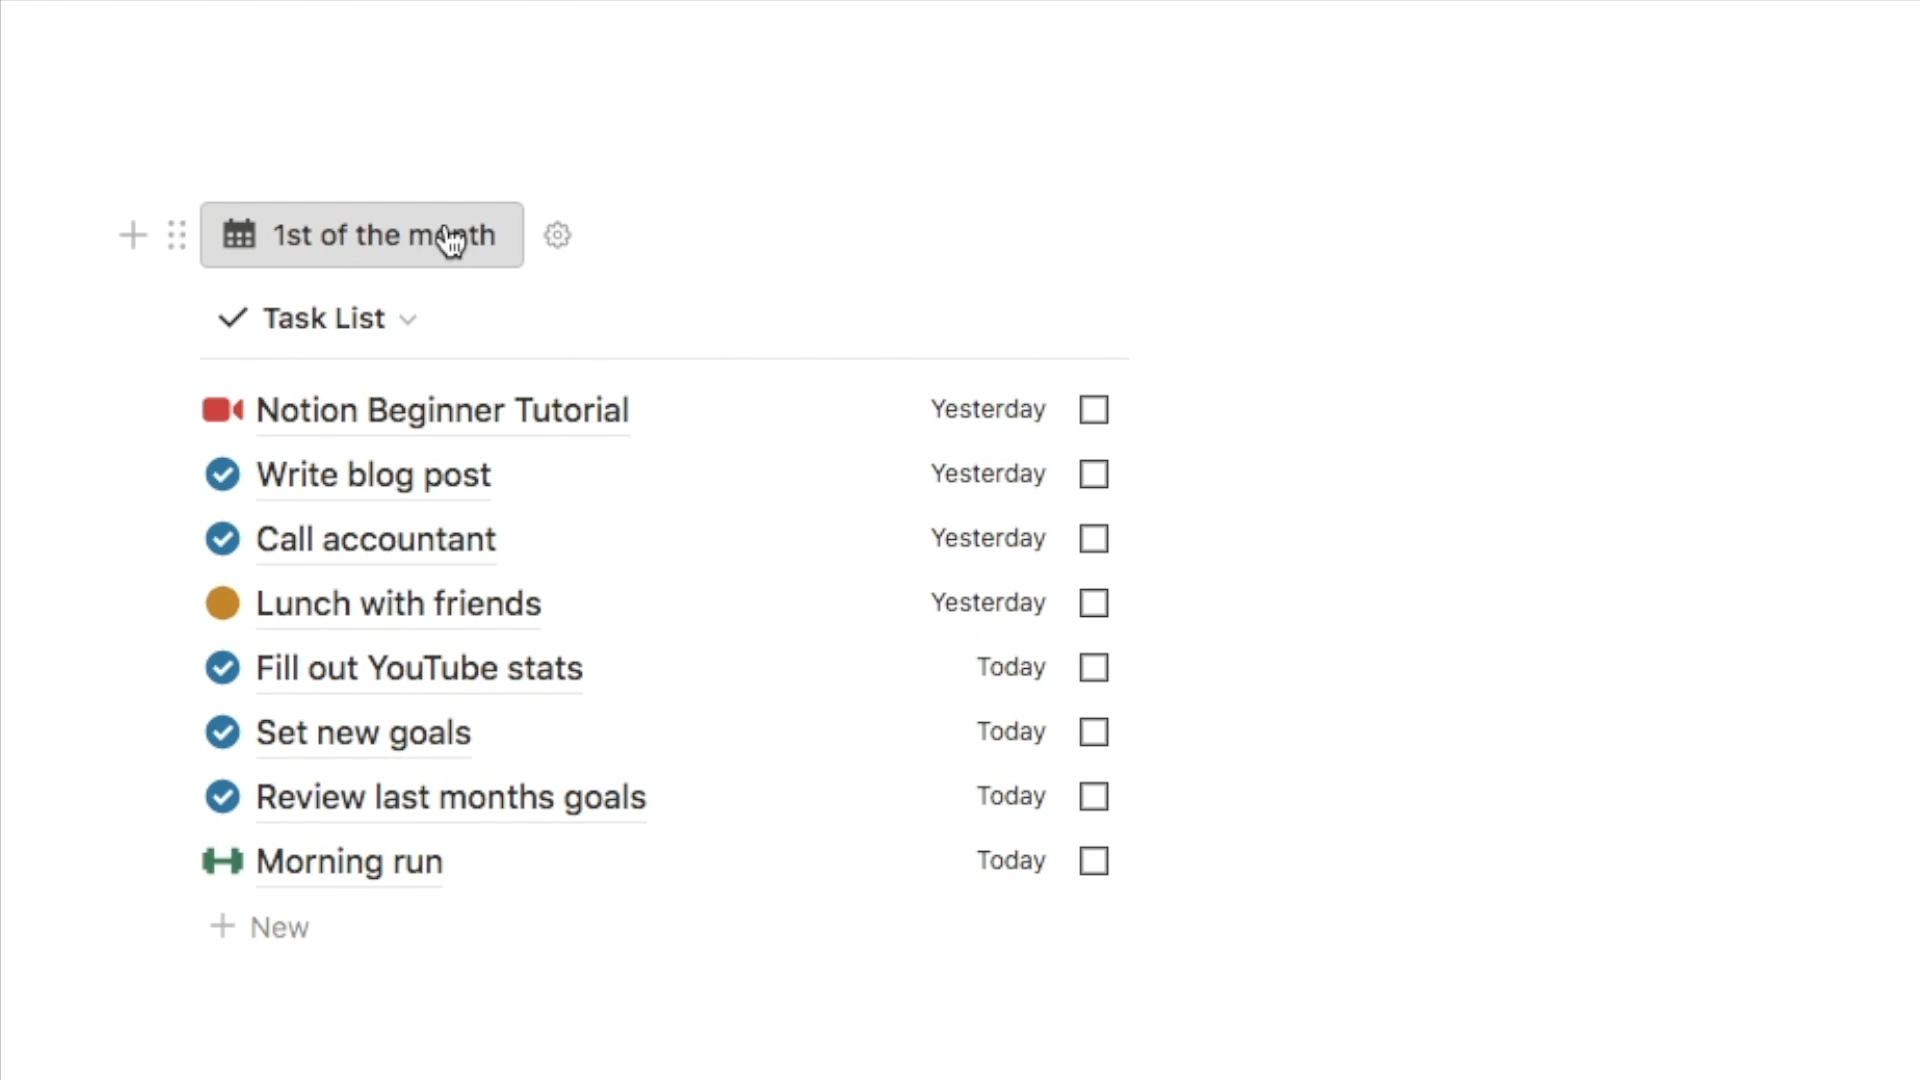 1st of the month
Task List
Notion Beginner Tutorial Yesterday
Write blog post Yesterday
Call accountant Yesterday
Lunch with friends Yesterday
Fill out YouTube stats Today
Set new goals Today
Review last months goals Today
Morning run Today
New